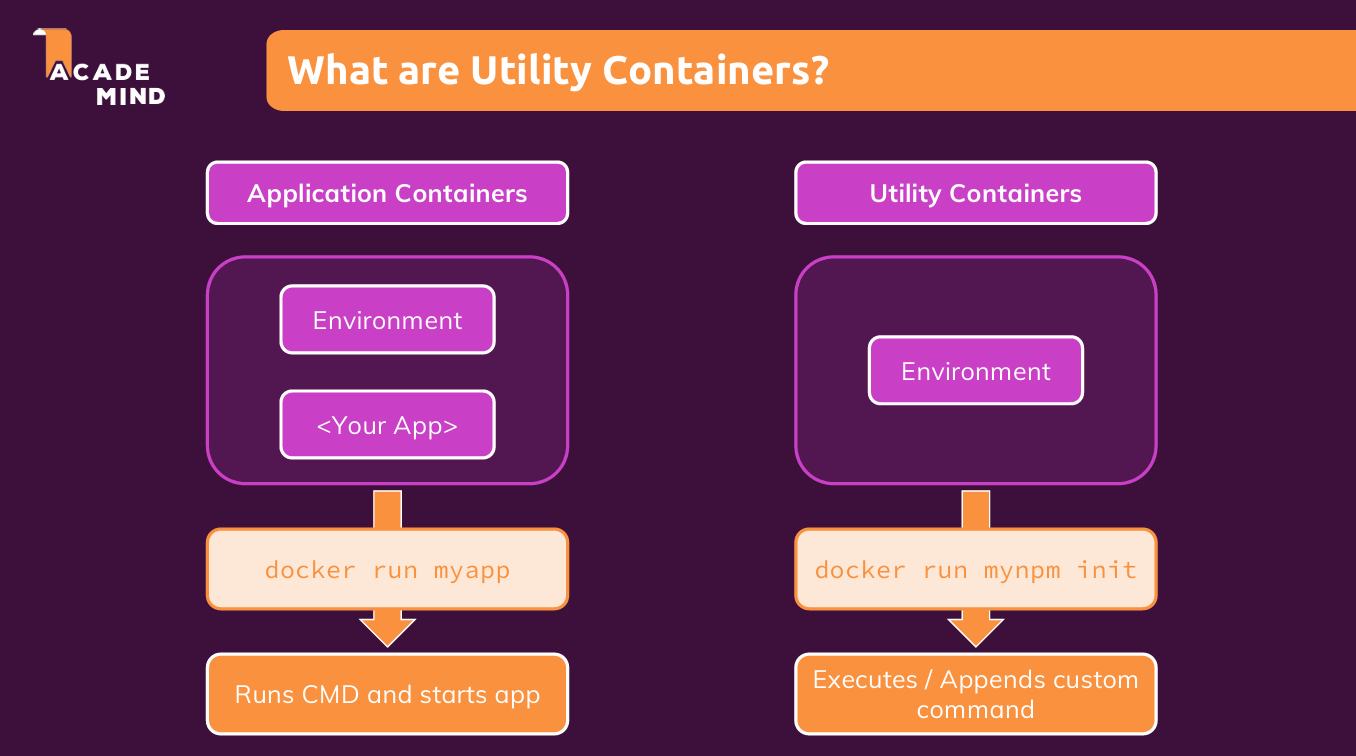 ACADE
MIND
What are Utility Containers?
Application Containers
Environment
<Your App>
docker run myapp
Runs CMD and starts app
Utility Containers
Environment
docker run mynpm init
Executes / Appends custom
command